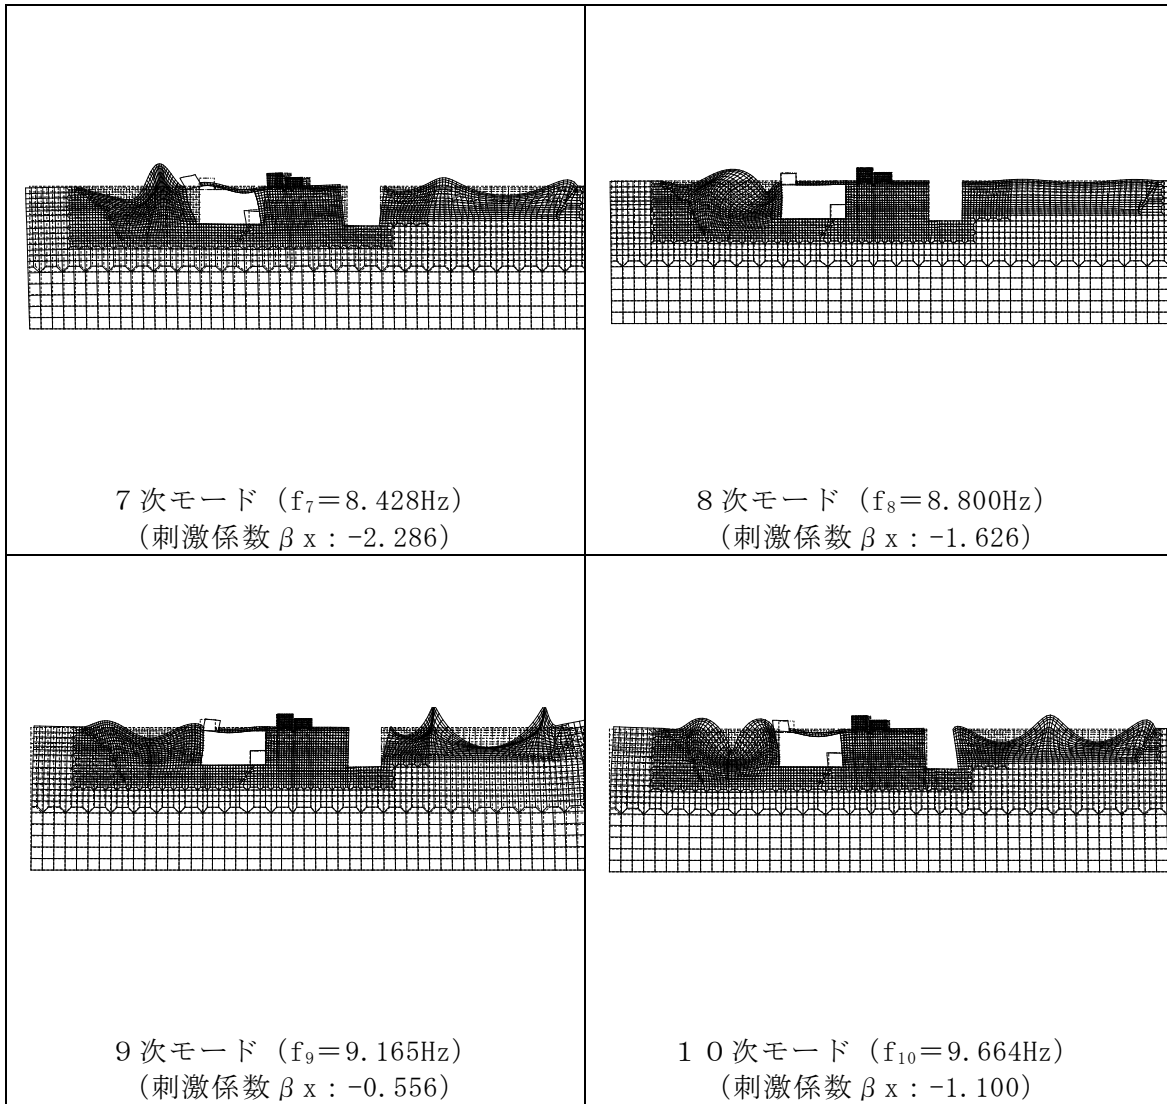 7次モード (f₇＝8.428Hz)
(刺激係数βx：-2.286)
8次モード (f₈＝8.800Hz)
(刺激係数βx：-1.626)
9次モード (f₉＝9.165Hz)
(刺激係数βx：-0.556)
10次モード (f₁₀＝9.664Hz)
(刺激係数βx：-1.100)